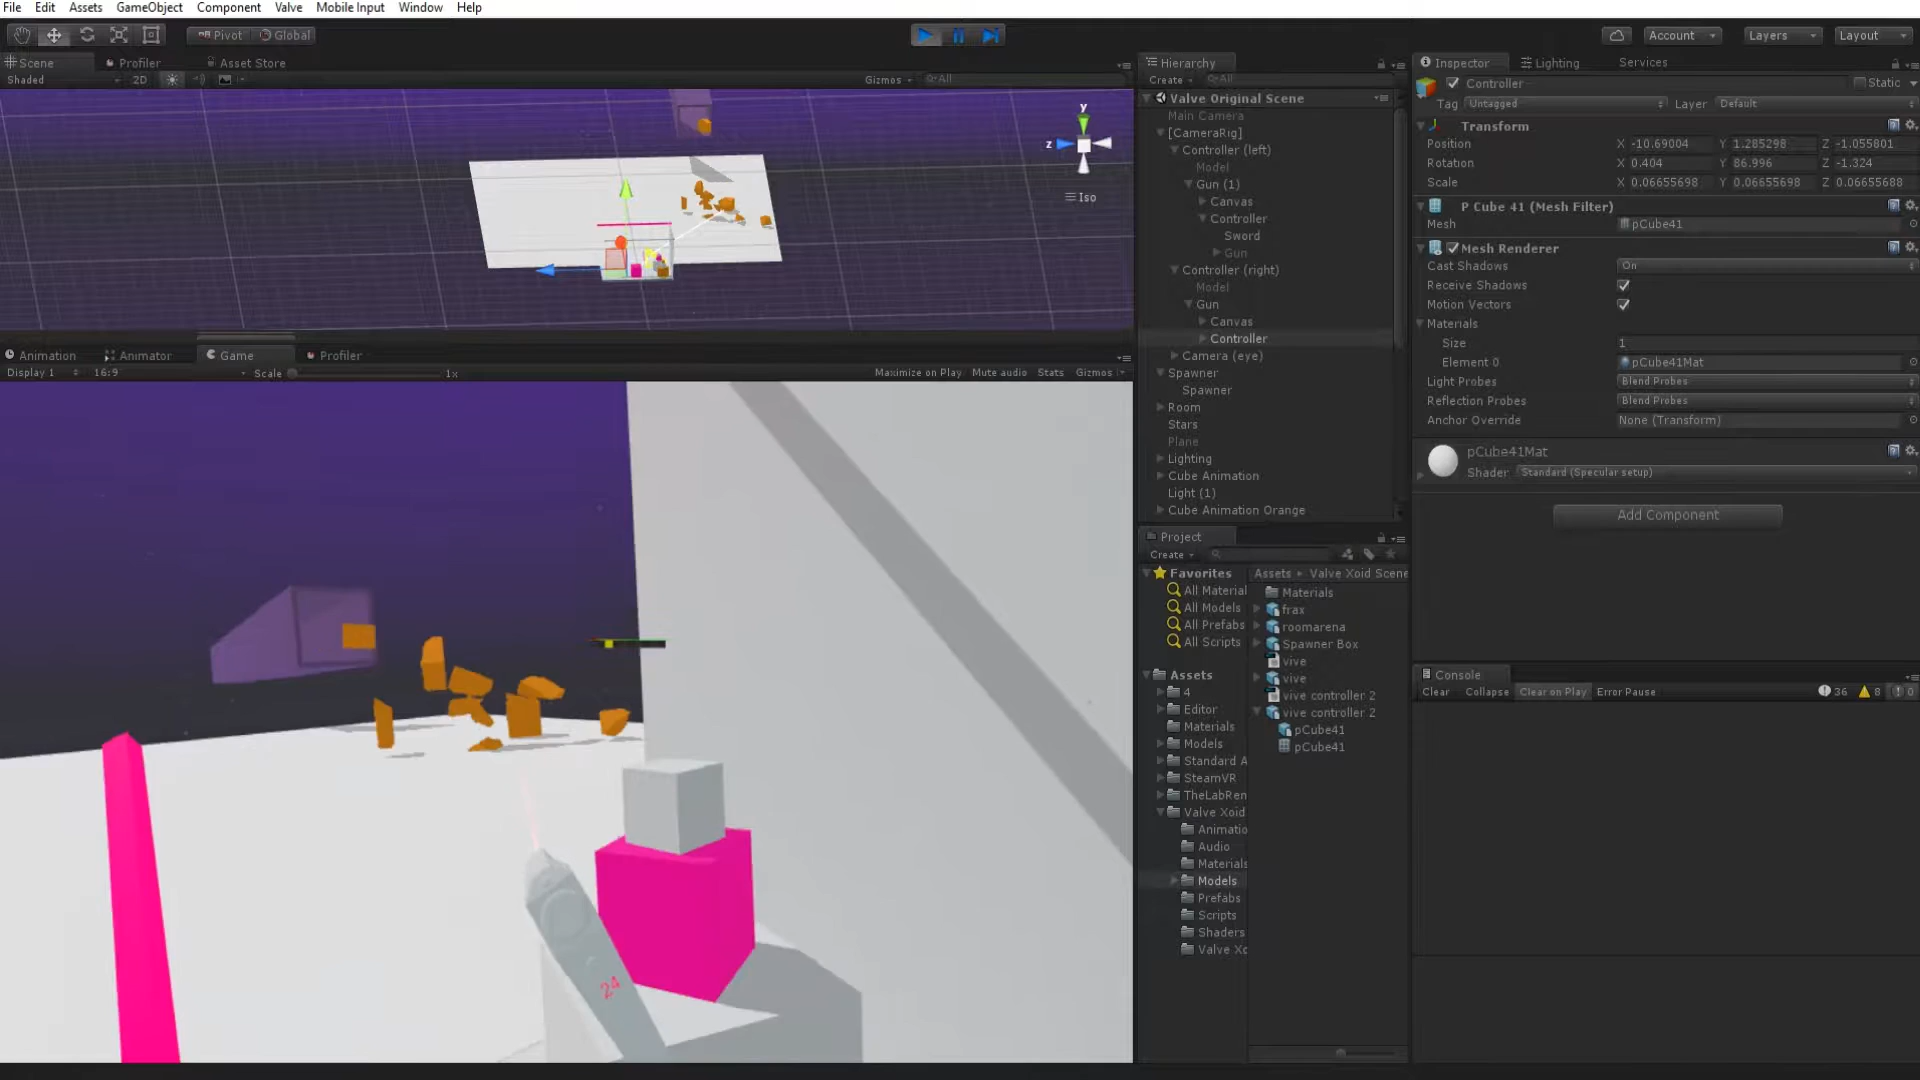 File Edit Assets GameObject Component Valve Mobile Input Window Help
Pivot Global Account Layers Layout
Scene Profiler Asset Store
Shaded 2D Gizmos All
y
z
Iso
Animation Animator Game Profiler
Display 1 16:9 Scale 1x Maximize on Play Mute audio Stats Gizmos
24
Hierarchy
Create All
Valve Original Scene
Main Camera
[CameraRig]
Controller (left)
Model
Gun (1)
Canvas
Controller
Sword
Gun
Controller (right)
Model
Gun
Canvas
Controller
Camera (eye)
Spawner
Spawner
Room
Stars
Plane
Lighting
Cube Animation
Light (1)
Cube Animation Orange
Project
Create
Favorites
All Material
All Models
All Prefabs
All Scripts
Assets
4
Editor
Materials
Models
Standard A
SteamVR
TheLabRen
Valve Xoid
Animatio
Audio
Materials
Models
Prefabs
Scripts
Shaders
Valve Xo
Assets Valve Xoid Scene
Materials
frax
roomarena
Spawner Box
vive
vive
vive controller 2
vive controller 2
pCube41
pCube41
Inspector Lighting Services
Controller Static
Tag Untagged Layer Default
Transform
Position X -10.69004 Y 1.285298 Z -1.055801
Rotation X 0.404 Y 86.996 Z -1.324
Scale X 0.06655698 Y 0.06655698 Z 0.06655688
P Cube 41 (Mesh Filter)
Mesh pCube41
Mesh Renderer
Cast Shadows On
Receive Shadows
Motion Vectors
Materials
Size 1
Element 0 pCube41Mat
Light Probes Blend Probes
Reflection Probes Blend Probes
Anchor Override None (Transform)
pCube41Mat
Shader Standard (Specular setup)
Add Component
Console
Clear Collapse Clear on Play Error Pause 36 8 0